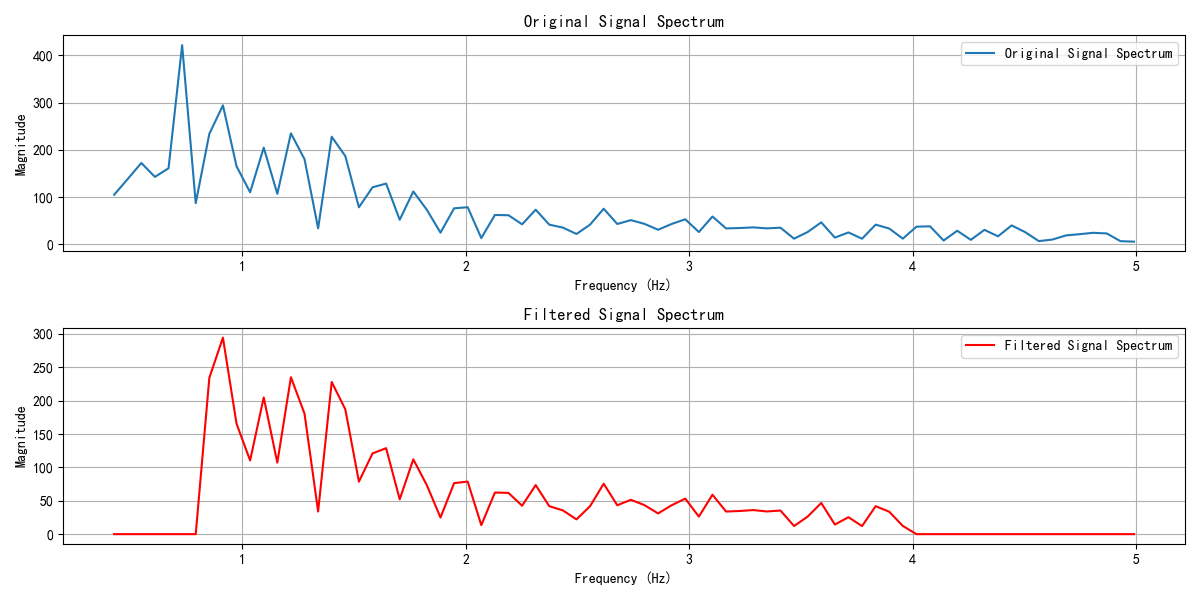 Original Signal Spectrum
Original Signal Spectrum
Magnitude
400
300
200
100
0
1 2 3 4 5
Frequency (Hz)
Filtered Signal Spectrum
Filtered Signal Spectrum
Magnitude
300
250
200
150
100
50
0
1 2 3 4 5
Frequency (Hz)